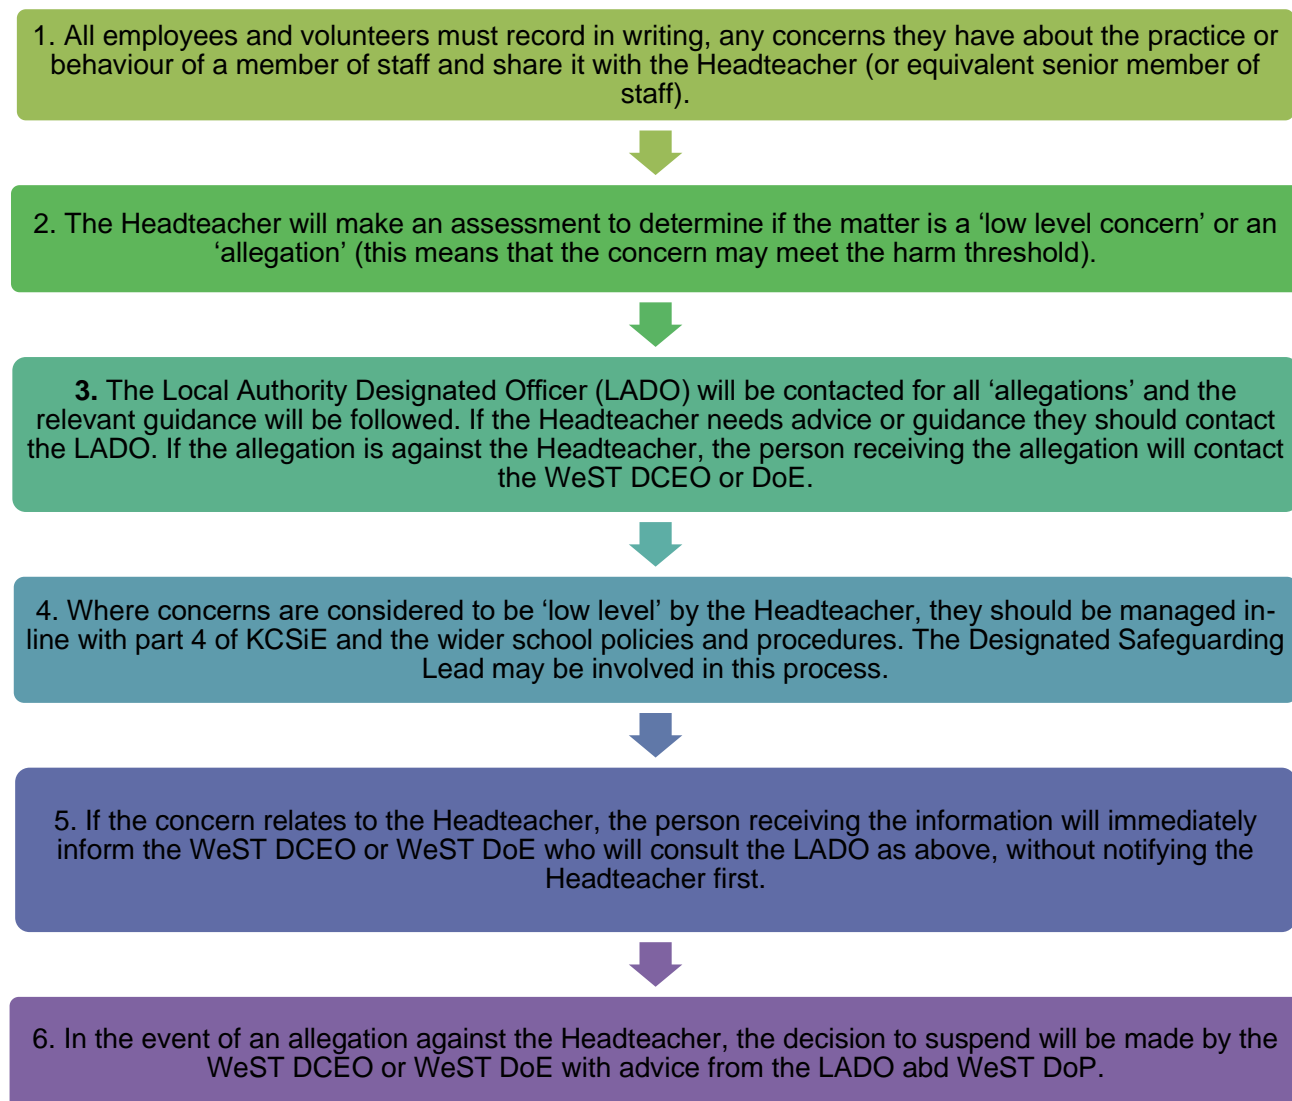 1. All employees and volunteers must record in writing, any concerns they have about the practice or
behaviour of a member of staff and share it with the Headteacher (or equivalent senior member of
staff).
2. The Headteacher will make an assessment to determine if the matter is a ‘low level concern’ or an
‘allegation’ (this means that the concern may meet the harm threshold).
3. The Local Authority Designated Officer (LADO) will be contacted for all ‘allegations’ and the
relevant guidance will be followed. If the Headteacher needs advice or guidance they should contact
the LADO. If the allegation is against the Headteacher, the person receiving the allegation will contact
the WeST DCEO or DoE.
4. Where concerns are considered to be ‘low level’ by the Headteacher, they should be managed in-
line with part 4 of KCSiE and the wider school policies and procedures. The Designated Safeguarding
Lead may be involved in this process.
5. If the concern relates to the Headteacher, the person receiving the information will immediately
inform the WeST DCEO or WeST DoE who will consult the LADO as above, without notifying the
Headteacher first.
6. In the event of an allegation against the Headteacher, the decision to suspend will be made by the
WeST DCEO or WeST DoE with advice from the LADO abd WeST DoP.